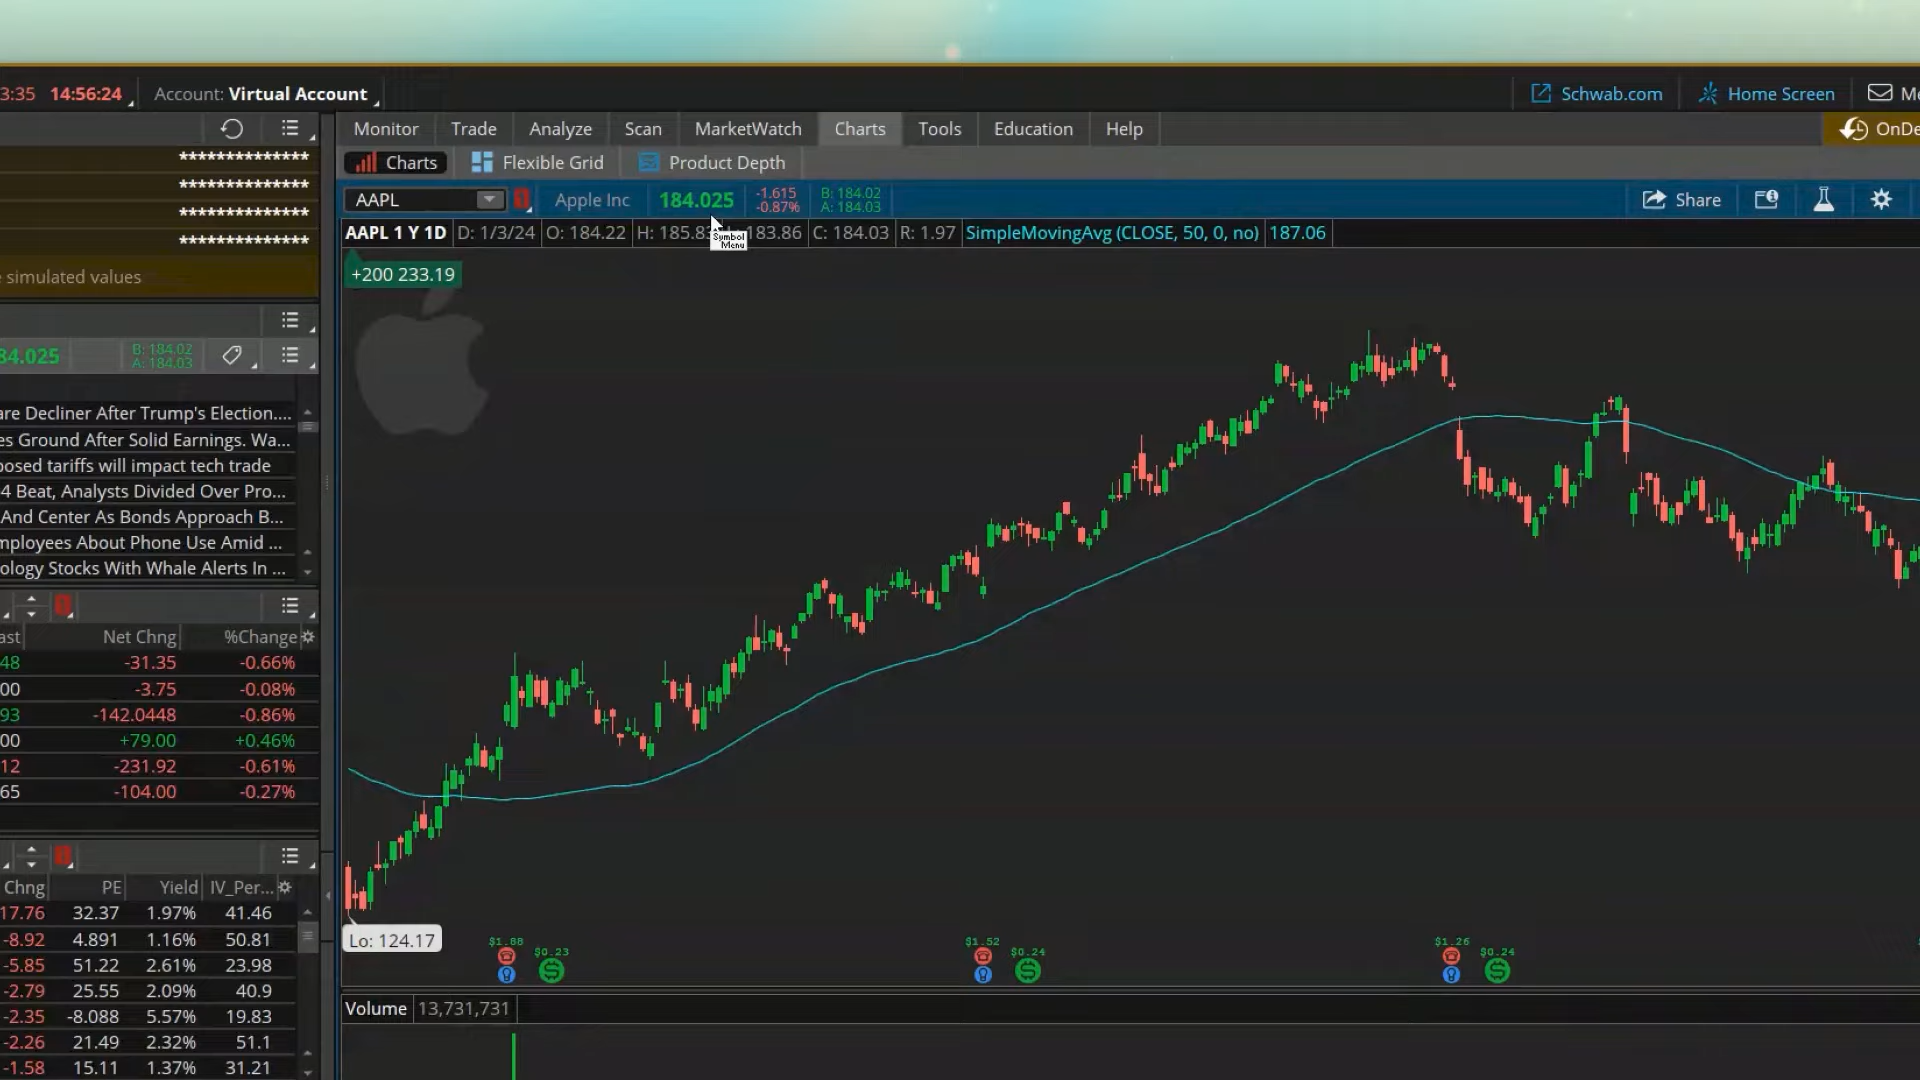 3:35 14:56:24 Account: Virtual Account Schwab.com Home Screen Me
Monitor Trade Analyze Scan MarketWatch Charts Tools Education Help OnDe
Charts Flexible Grid Product Depth
**************
**************
**************
**************
simulated values
AAPL Apple Inc 184.025 -1.615 -0.87% B: 184.02 A: 184.03 Share
AAPL 1 Y 1D D: 1/3/24 O: 184.22 H: 185.8 183.86 C: 184.03 R: 1.97 SimpleMovingAvg (CLOSE, 50, 0, no) 187.06
Symbol Menu
+200 233.19
84.025 B: 184.02 A: 184.03
are Decliner After Trump's Election....
es Ground After Solid Earnings. Wa...
posed tariffs will impact tech trade
4 Beat, Analysts Divided Over Pro...
And Center As Bonds Approach B...
mployees About Phone Use Amid ...
ology Stocks With Whale Alerts In ...
ast Net Chng %Change
48 -31.35 -0.66%
00 -3.75 -0.08%
93 -142.0448 -0.86%
00 +79.00 +0.46%
12 -231.92 -0.61%
65 -104.00 -0.27%
Chng PE Yield IV_Per...
17.76 32.37 1.97% 41.46
-8.92 4.891 1.16% 50.81
-5.85 51.22 2.61% 23.98
-2.79 25.55 2.09% 40.9
-2.35 -8.088 5.57% 19.83
-2.26 21.49 2.32% 51.1
-1.58 15.11 1.37% 31.21
Lo: 124.17
$1.88 $0.23 $1.52 $0.24 $1.26 $0.24
Volume 13,731,731